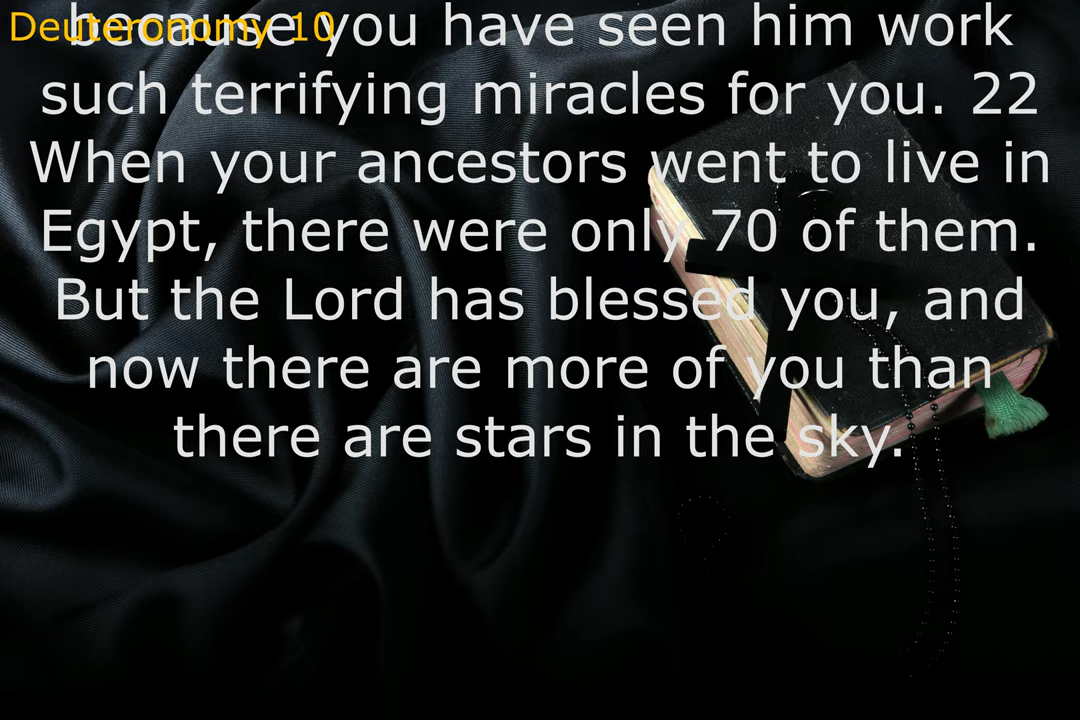 Deuteronomy 10
because you have seen him work
such terrifying miracles for you. 22
When your ancestors went to live in
Egypt, there were only 70 of them.
But the Lord has blessed you, and
now there are more of you than
there are stars in the sky.